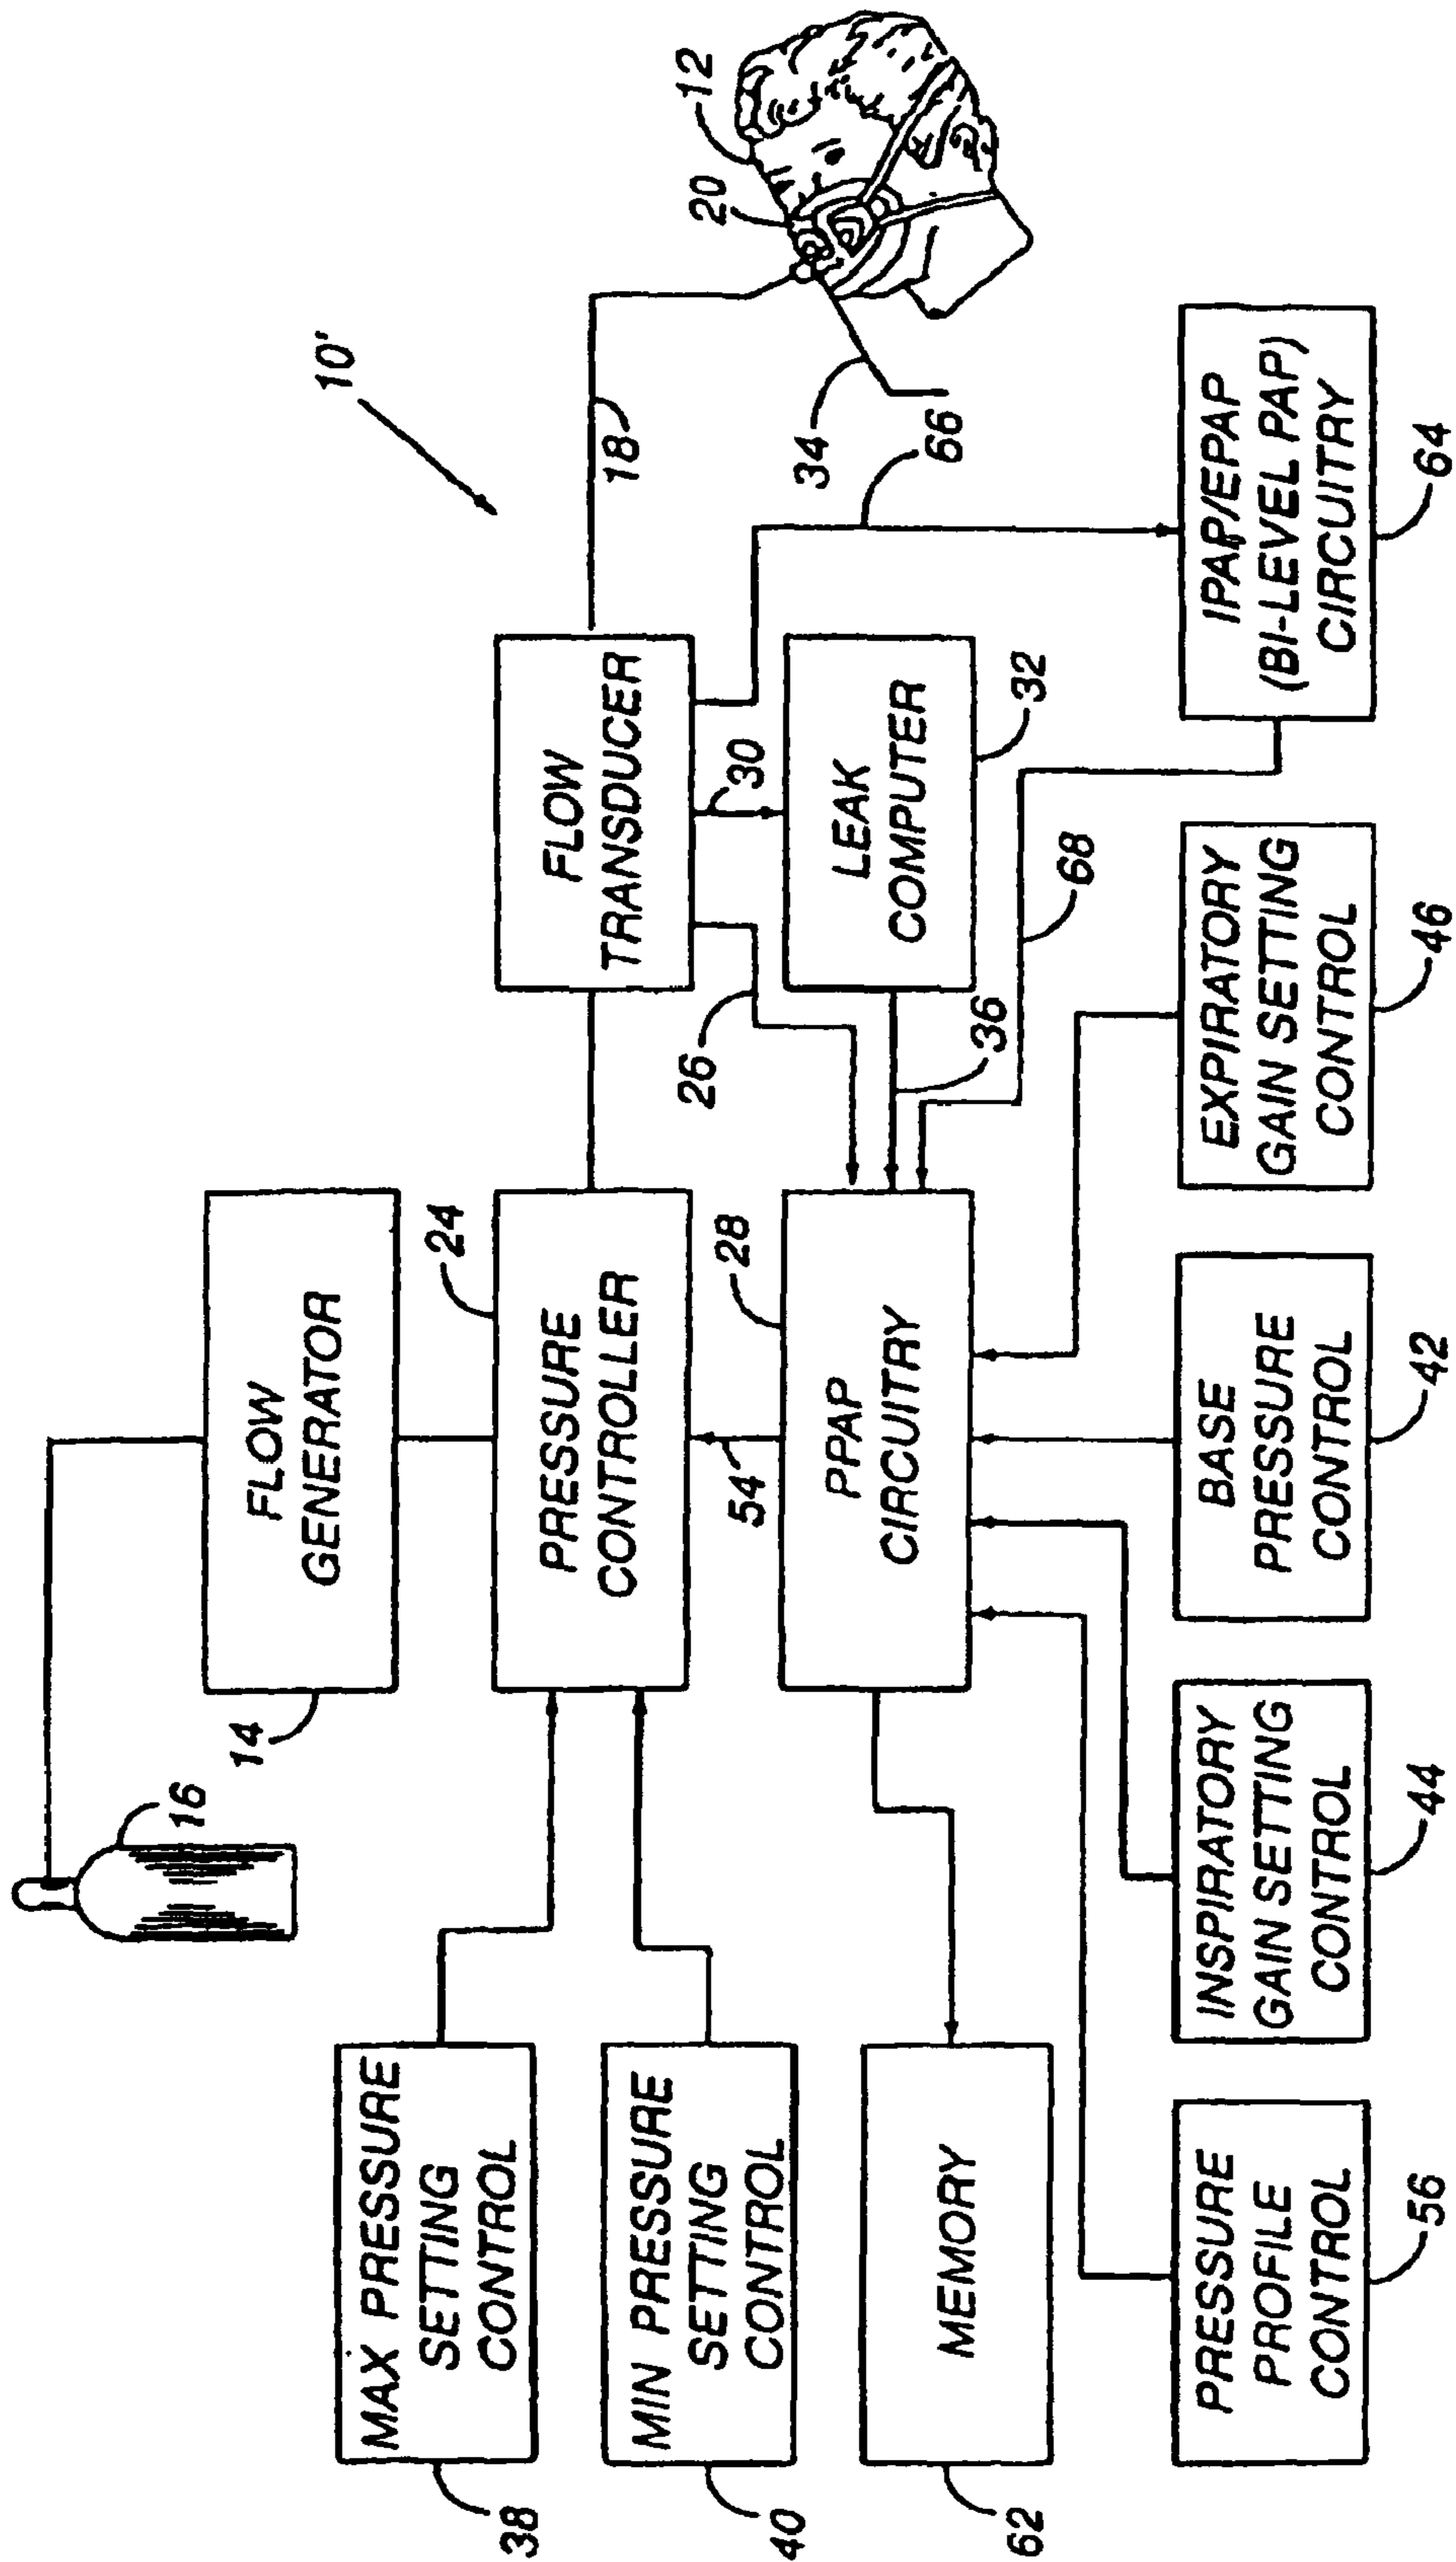 10'
16
14
FLOW
GENERATOR
MAX PRESSURE
SETTING
CONTROL
38
24
PRESSURE
CONTROLLER
FLOW
TRANSDUCER
18
20
12
MIN PRESSURE
SETTING
CONTROL
40
54
28
26
30
34
66
PPAP
CIRCUITRY
LEAK
COMPUTER
32
36
68
MEMORY
62
PRESSURE
PROFILE
CONTROL
56
INSPIRATORY
GAIN SETTING
CONTROL
44
BASE
PRESSURE
CONTROL
42
EXPIRATORY
GAIN SETTING
CONTROL
46
IPAP/EPAP
(BI-LEVEL PAP)
CIRCUITRY
64